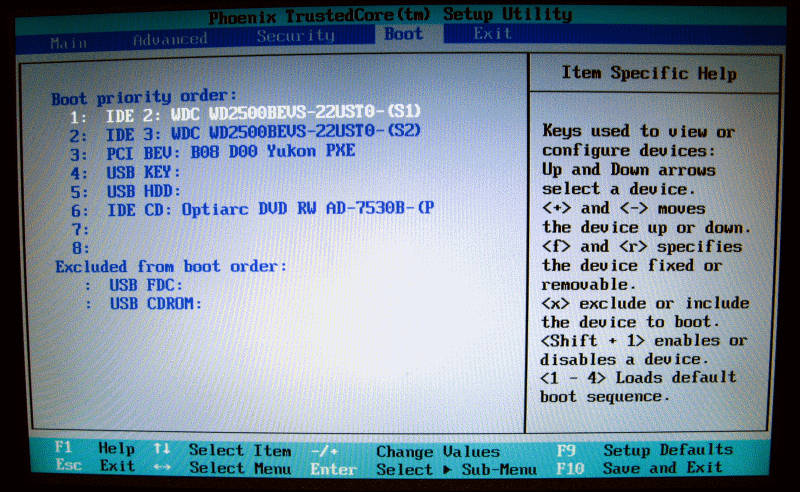 Phoenix TrustedCore(tm) Setup Utility
Main Advanced Security Boot Exit
Item Specific Help
Boot priority order:
1: IDE 2: WDC WD2500BEVS-22UST0-(S1)
2: IDE 3: WDC WD2500BEVS-22UST0-(S2)
3: PCI BEV: B08 D00 Yukon PXE
4: USB KEY:
5: USB HDD:
6: IDE CD: Optiarc DVD RW AD-7530B-(P
7:
8:
Excluded from boot order:
: USB FDC:
: USB CDROM:
Keys used to view or
configure devices:
Up and Down arrows
select a device.
<+> and <-> moves
the device up or down.
<f> and <r> specifies
the device fixed or
removable.
<x> exclude or include
the device to boot.
<Shift + 1> enables or
disables a device.
<1 - 4> Loads default
boot sequence.
F1 Help ↑↓ Select Item -/+ Change Values F9 Setup Defaults
Esc Exit ↔ Select Menu Enter Select ▶ Sub-Menu F10 Save and Exit